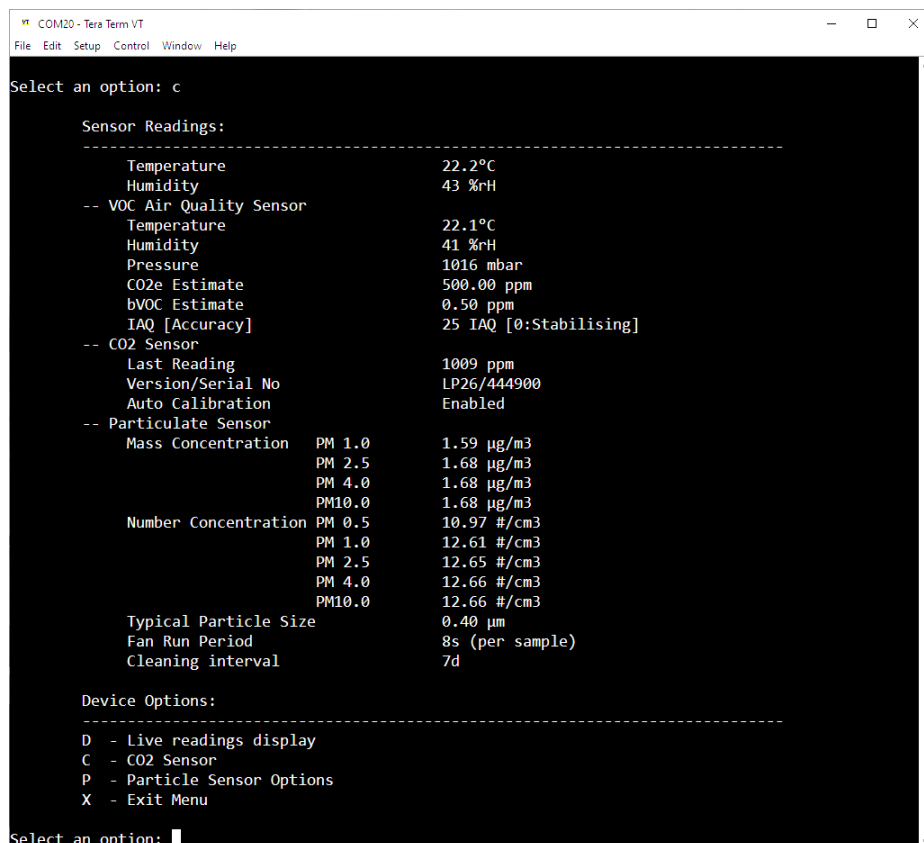 VT COM20 - Tera Term VT
File Edit Setup Control Window Help
Select an option: c
Sensor Readings:
------------------------------------------------------------------------------
Temperature 22.2°C
Humidity 43 %rH
-- VOC Air Quality Sensor
Temperature 22.1°C
Humidity 41 %rH
Pressure 1016 mbar
CO2e Estimate 500.00 ppm
bVOC Estimate 0.50 ppm
IAQ [Accuracy] 25 IAQ [0:Stabilising]
-- CO2 Sensor
Last Reading 1009 ppm
Version/Serial No LP26/444900
Auto Calibration Enabled
-- Particulate Sensor
Mass Concentration PM 1.0 1.59 µg/m3
PM 2.5 1.68 µg/m3
PM 4.0 1.68 µg/m3
PM10.0 1.68 µg/m3
Number Concentration PM 0.5 10.97 #/cm3
PM 1.0 12.61 #/cm3
PM 2.5 12.65 #/cm3
PM 4.0 12.66 #/cm3
PM10.0 12.66 #/cm3
Typical Particle Size 0.40 µm
Fan Run Period 8s (per sample)
Cleaning interval 7d
Device Options:
------------------------------------------------------------------------------
D - Live readings display
C - CO2 Sensor
P - Particle Sensor Options
X - Exit Menu
Select an option: